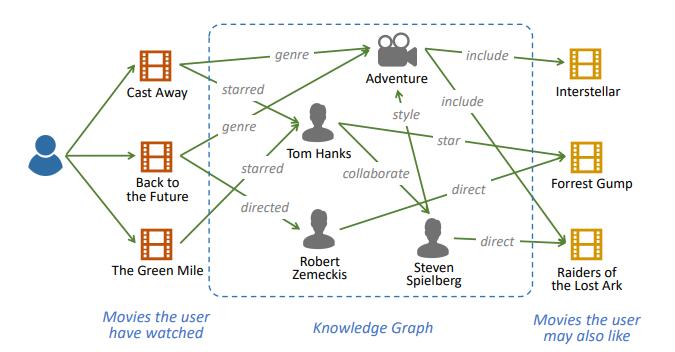 genre
Adventure
include
Cast Away
starred
Interstellar
include
genre
style
Tom Hanks
star
starred
collaborate
Back to
the Future
Forrest Gump
direct
directed
Robert
Zemeckis
direct
Steven
Spielberg
The Green Mile
Raiders of
the Lost Ark
Movies the user
have watched
Knowledge Graph
Movies the user
may also like